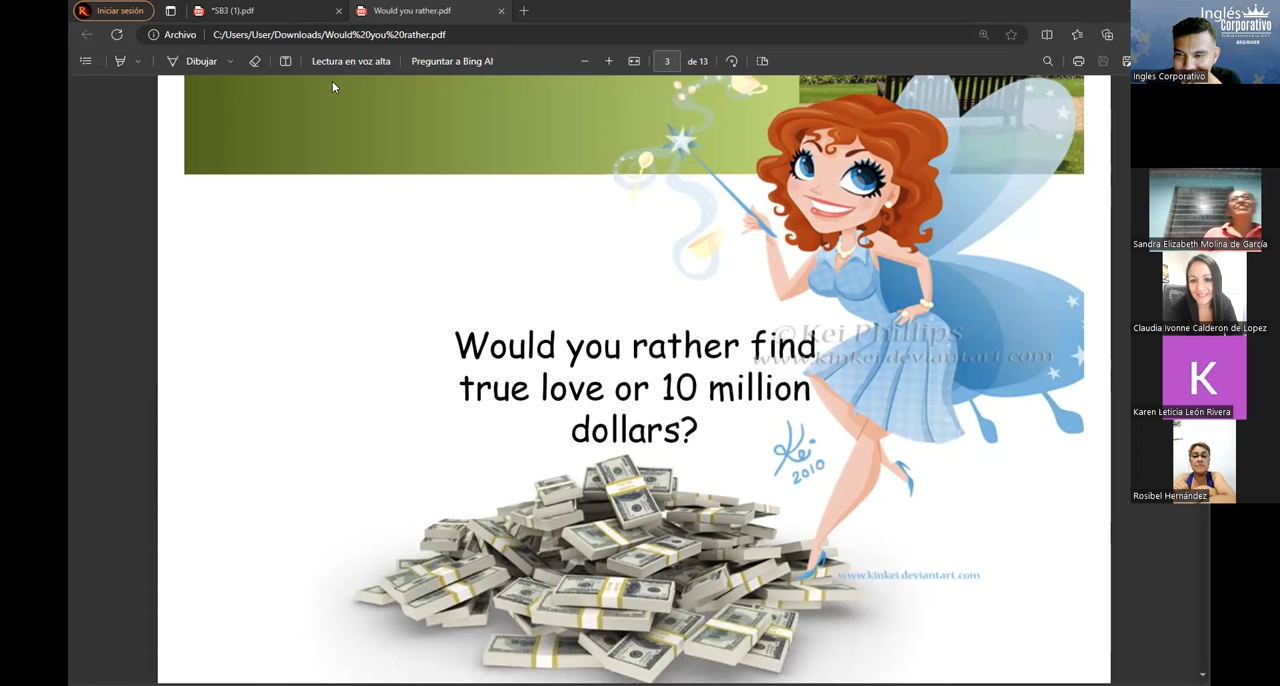 Iniciar sesión
*SB3 (1).pdf
Would you rather.pdf
Archivo
C:/Users/User/Downloads/Would%20you%20rather.pdf
Dibujar
Lectura en voz alta
Preguntar a Bing AI
3
de 13
Would you rather find
true love or 10 million
dollars?
©Kei Phillips
www.kinkei.deviantart.com
Kei
2010
www.kinkei.deviantart.com
Inglés
Corporativo
BEGINNER
Ingles Corporativo
Sandra Elizabeth Molina de García
Claudia Ivonne Calderon de Lopez
K
Karen Leticia León Rivera
Rosibel Hernández